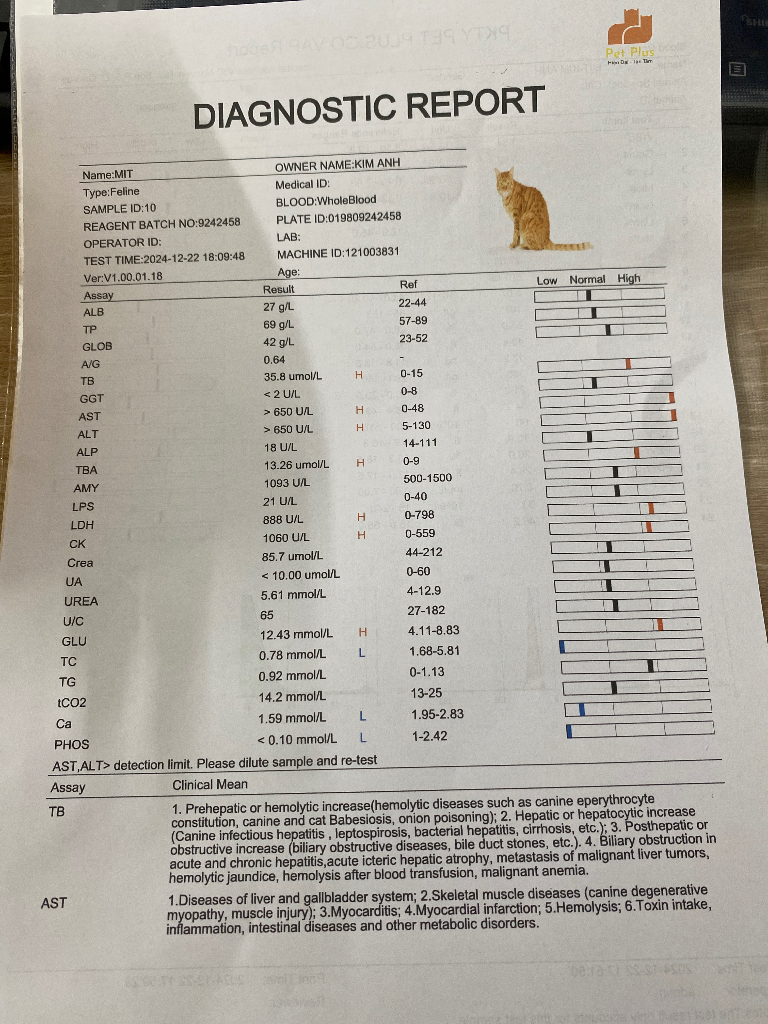 Pet Plus
DIAGNOSTIC REPORT
Name:MIT
OWNER NAME:KIM ANH
Type:Feline
Medical ID:
SAMPLE ID:10
BLOOD:WholeBlood
REAGENT BATCH NO:9242458
PLATE ID:019809242458
OPERATOR ID:
LAB:
TEST TIME:2024-12-22 18:09:48
MACHINE ID:121003831
Ver:V1.00.01.18
Age:
Assay Result Ref Low Normal High
ALB 27 g/L 22-44
TP 69 g/L 57-89
GLOB 42 g/L 23-52
A/G 0.64 -
TB 35.8 umol/L H 0-15
GGT < 2 U/L 0-8
AST > 650 U/L H 0-48
ALT > 650 U/L H 5-130
ALP 18 U/L 14-111
TBA 13.26 umol/L H 0-9
AMY 1093 U/L 500-1500
LPS 21 U/L 0-40
LDH 888 U/L H 0-798
CK 1060 U/L H 0-559
Crea 85.7 umol/L 44-212
UA < 10.00 umol/L 0-60
UREA 5.61 mmol/L 4-12.9
U/C 65 27-182
GLU 12.43 mmol/L H 4.11-8.83
TC 0.78 mmol/L L 1.68-5.81
TG 0.92 mmol/L 0-1.13
tCO2 14.2 mmol/L 13-25
Ca 1.59 mmol/L L 1.95-2.83
PHOS < 0.10 mmol/L L 1-2.42
AST,ALT> detection limit. Please dilute sample and re-test
Assay Clinical Mean
TB 1. Prehepatic or hemolytic increase(hemolytic diseases such as canine eperythrocyte
constitution, canine and cat Babesiosis, onion poisoning); 2. Hepatic or hepatocytic increase
(Canine infectious hepatitis , leptospirosis, bacterial hepatitis, cirrhosis, etc.); 3. Posthepatic or
obstructive increase (biliary obstructive diseases, bile duct stones, etc.). 4. Biliary obstruction in
acute and chronic hepatitis,acute icteric hepatic atrophy, metastasis of malignant liver tumors,
hemolytic jaundice, hemolysis after blood transfusion, malignant anemia.
AST 1.Diseases of liver and gallbladder system; 2.Skeletal muscle diseases (canine degenerative
myopathy, muscle injury); 3.Myocarditis; 4.Myocardial infarction; 5.Hemolysis; 6.Toxin intake,
inflammation, intestinal diseases and other metabolic disorders.